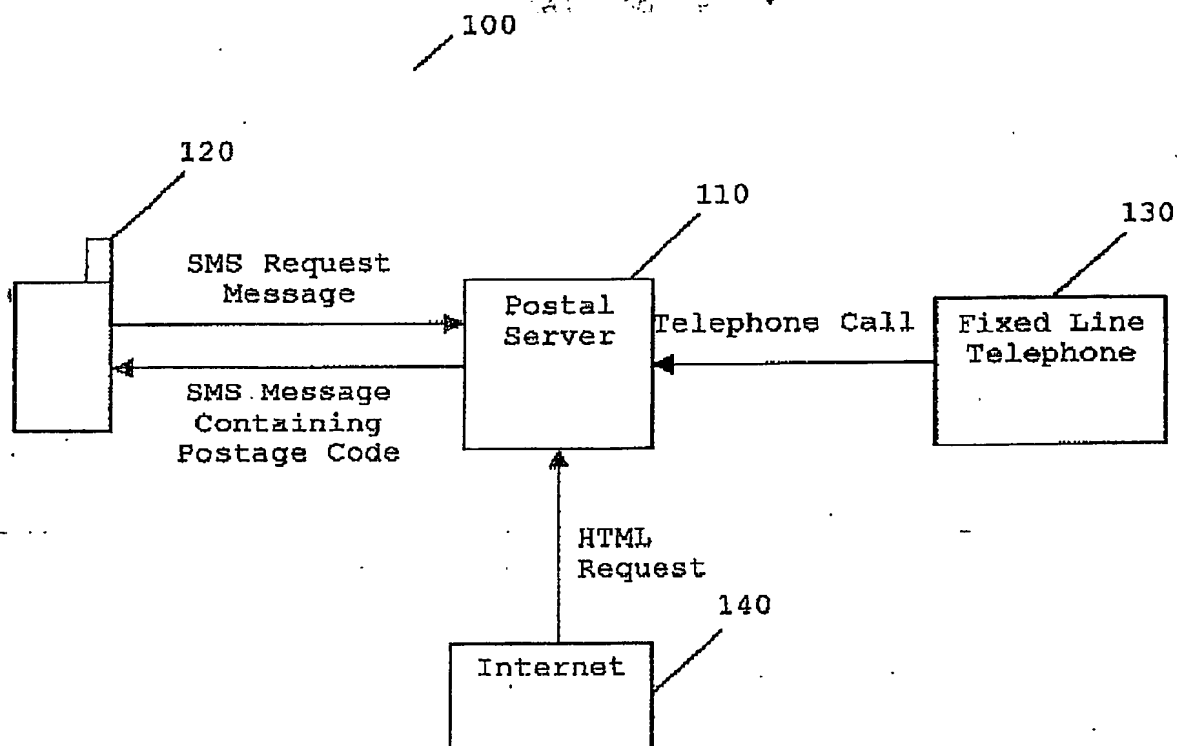 100
120
110
130
SMS Request
Message
Postal
Server
Telephone Call
Fixed Line
Telephone
SMS Message
Containing
Postage Code
HTML
Request
140
Internet